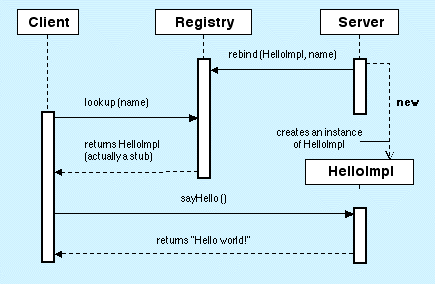 Client
Registry
Server
rebind (HelloImpl, name)
lookup (name)
new
creates an instance
of HelloImpl
returns HelloImpl
(actually a stub)
HelloImpl
sayHello ()
returns "Hello world!"